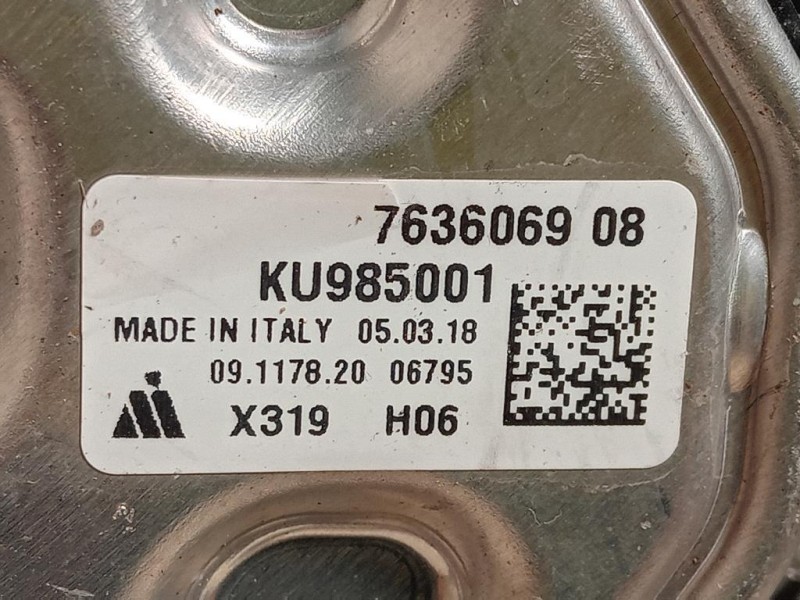 7636069 08
KU985001
MADE IN ITALY 05.03.18
09.1178.20 06795
X319 H06